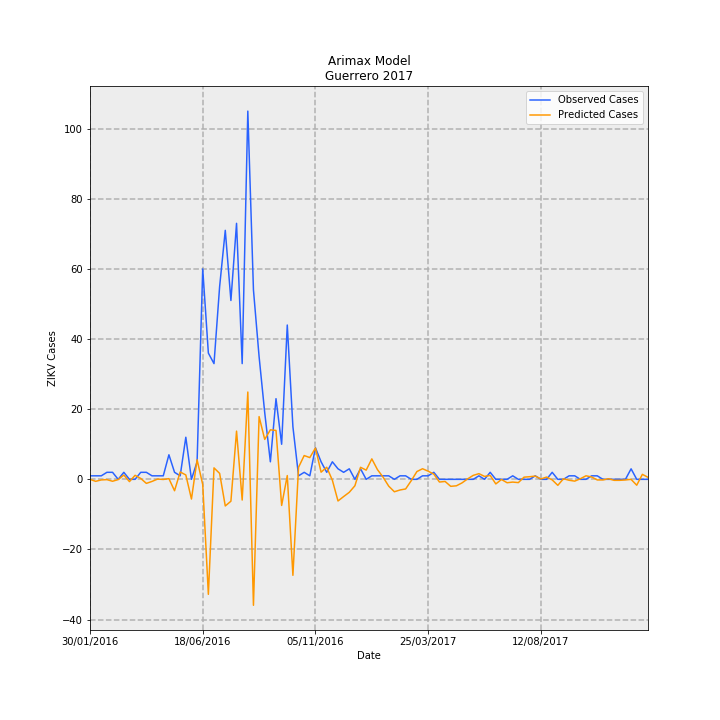 Arimax Model
Guerrero 2017
Observed Cases
Predicted Cases
ZIKV Cases
100
80
60
40
20
0
−20
−40
30/01/2016
18/06/2016
05/11/2016
25/03/2017
12/08/2017
Date